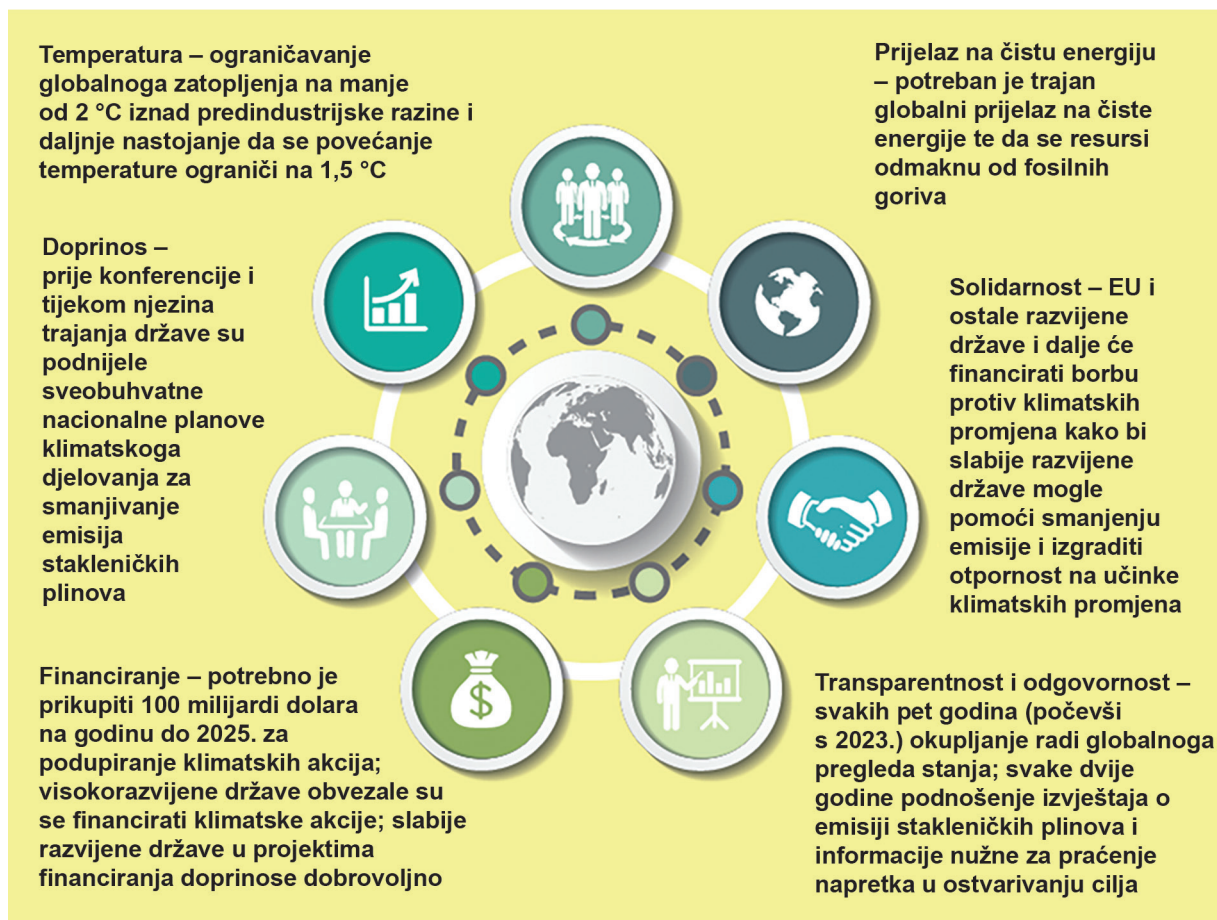 Temperatura – ograničavanje
globalnoga zatopljenja na manje
od 2 °C iznad predindustrijske razine i
daljnje nastojanje da se povećanje
temperature ograniči na 1,5 °C
Prijelaz na čistu energiju
– potreban je trajan
globalni prijelaz na čiste
energije te da se resursi
odmaknu od fosilnih
goriva
Doprinos –
prije konferencije i
tijekom njezina
trajanja države su
podnijele
sveobuhvatne
nacionalne planove
klimatskoga
djelovanja za
smanjivanje
emisija
stakleničkih
plinova
Solidarnost – EU i
ostale razvijene
države i dalje će
financirati borbu
protiv klimatskih
promjena kako bi
slabije razvijene
države mogle
pomoći smanjenju
emisije i izgraditi
otpornost na učinke
klimatskih promjena
Financiranje – potrebno je
prikupiti 100 milijardi dolara
na godinu do 2025. za
podupiranje klimatskih akcija;
visokorazvijene države obvezale su
se financirati klimatske akcije; slabije
razvijene države u projektima
financiranja doprinose dobrovoljno
$
Transparentnost i odgovornost –
svakih pet godina (počevši
s 2023.) okupljanje radi globalnoga
pregleda stanja; svake dvije
godine podnošenje izvještaja o
emisiji stakleničkih plinova i
informacije nužne za praćenje
napretka u ostvarivanju cilja